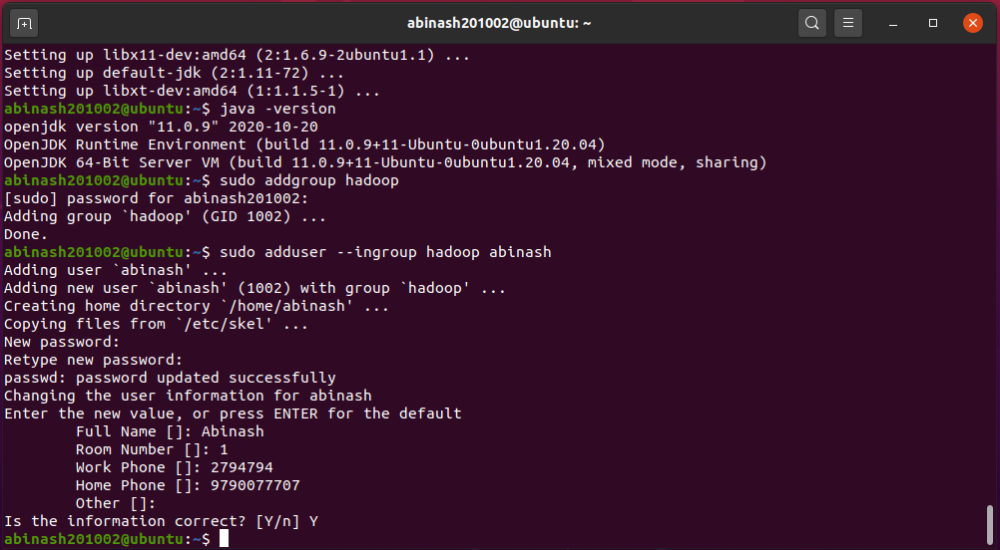 abinash201002@ubuntu: ~
Setting up libx11-dev:amd64 (2:1.6.9-2ubuntu1.1) ...
Setting up default-jdk (2:1.11-72) ...
Setting up libxt-dev:amd64 (1:1.1.5-1) ...
abinash201002@ubuntu:~$ java -version
openjdk version "11.0.9" 2020-10-20
OpenJDK Runtime Environment (build 11.0.9+11-Ubuntu-0ubuntu1.20.04)
OpenJDK 64-Bit Server VM (build 11.0.9+11-Ubuntu-0ubuntu1.20.04, mixed mode, sharing)
abinash201002@ubuntu:~$ sudo addgroup hadoop
[sudo] password for abinash201002:
Adding group `hadoop' (GID 1002) ...
Done.
abinash201002@ubuntu:~$ sudo adduser --ingroup hadoop abinash
Adding user `abinash' ...
Adding new user `abinash' (1002) with group `hadoop' ...
Creating home directory `/home/abinash' ...
Copying files from `/etc/skel' ...
New password:
Retype new password:
passwd: password updated successfully
Changing the user information for abinash
Enter the new value, or press ENTER for the default
        Full Name []: Abinash
        Room Number []: 1
        Work Phone []: 2794794
        Home Phone []: 9790077707
        Other []:
Is the information correct? [Y/n] Y
abinash201002@ubuntu:~$